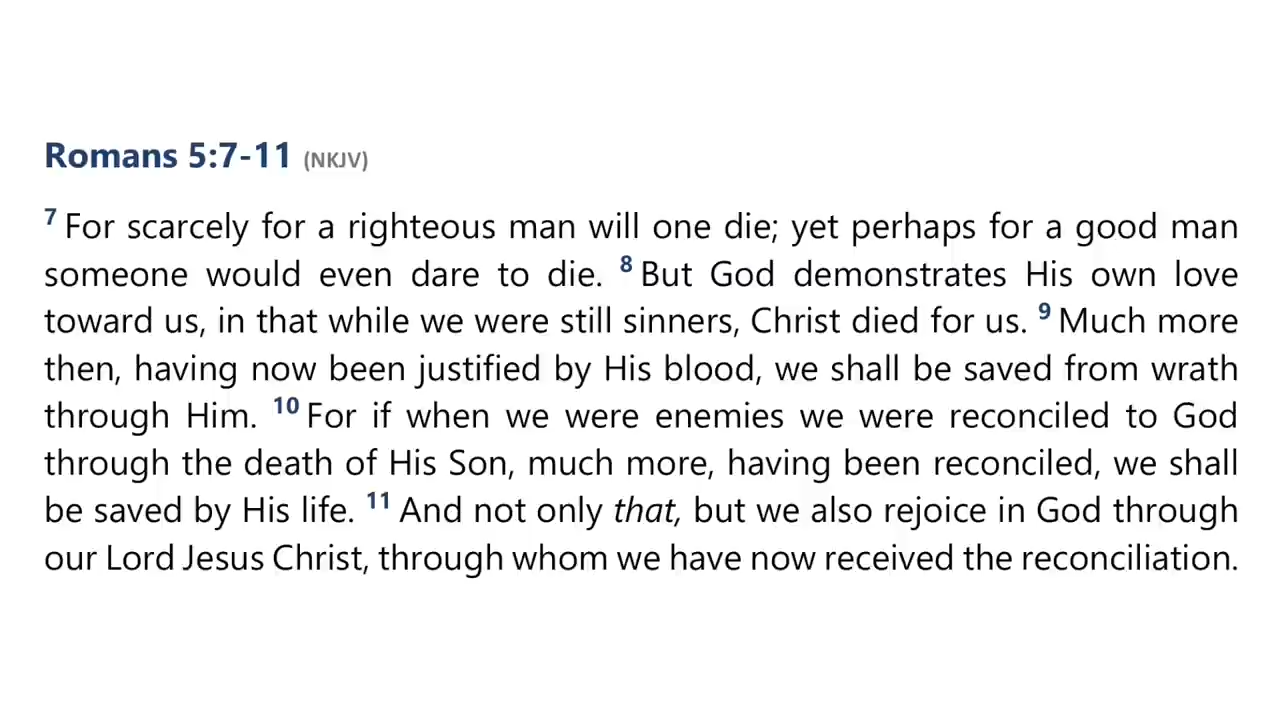 Romans 5:7-11 (NKJV)
7 For scarcely for a righteous man will one die; yet perhaps for a good man
someone would even dare to die. 8 But God demonstrates His own love
toward us, in that while we were still sinners, Christ died for us. 9 Much more
then, having now been justified by His blood, we shall be saved from wrath
through Him. 10 For if when we were enemies we were reconciled to God
through the death of His Son, much more, having been reconciled, we shall
be saved by His life. 11 And not only that, but we also rejoice in God through
our Lord Jesus Christ, through whom we have now received the reconciliation.